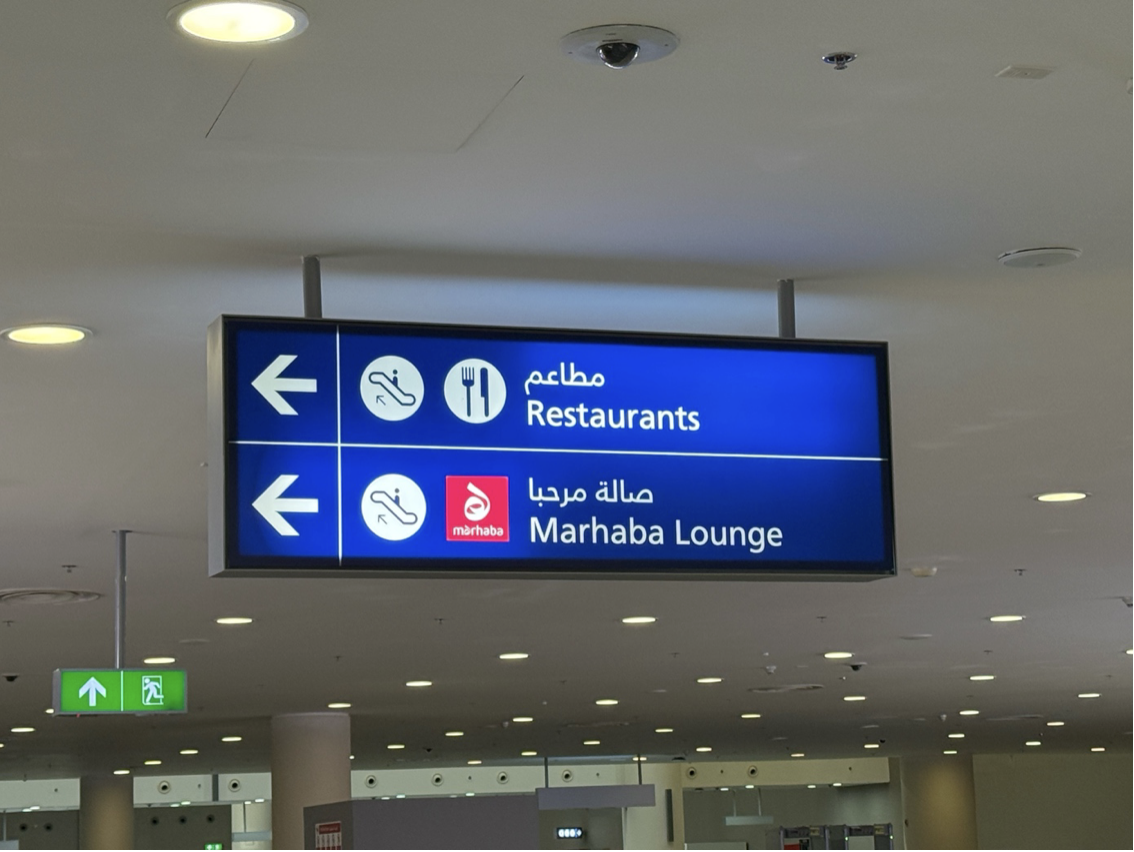 مطاعم
Restaurants
صالة مرحبا
Marhaba Lounge
marhaba